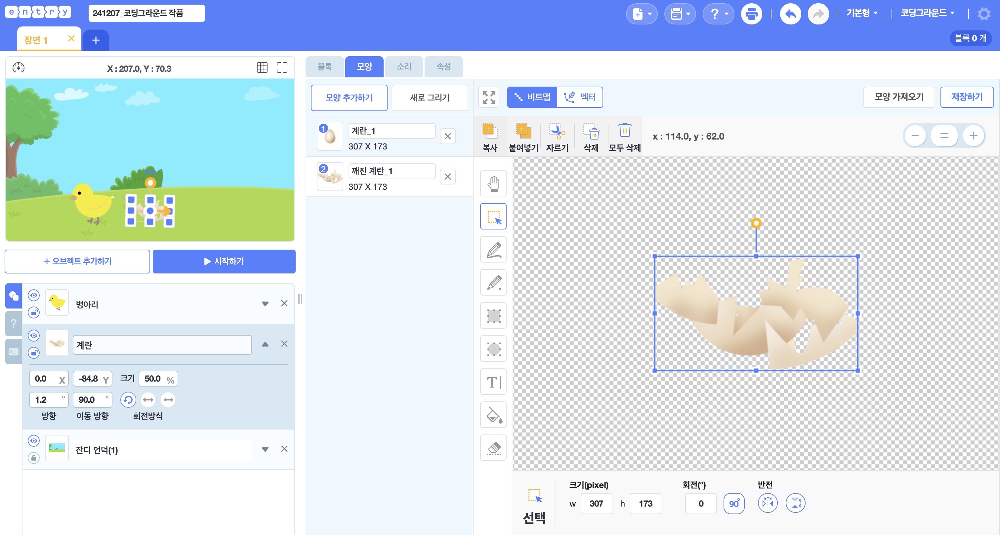 entry
241207_코딩그라운드 작품
?
기본형
코딩그라운드
장면 1
+
블록 0 개
X : 207.0, Y : 70.3
블록
모양
소리
속성
모양 추가하기
새로 그리기
비트맵
벡터
모양 가져오기
저장하기
1
계란_1
307 X 173
2
깨진 계란_1
307 X 173
복사
붙여넣기
자르기
삭제
모두 삭제
x : 114.0, y : 62.0
+ 오브젝트 추가하기
시작하기
병아리
?
계란
>_
0.0 X
-84.8 Y
크기
50.0 %
1.2 °
90.0 °
방향
이동 방향
회전방식
잔디 언덕(1)
T
선택
크기(pixel)
w 307
h 173
회전(°)
0
90°
반전